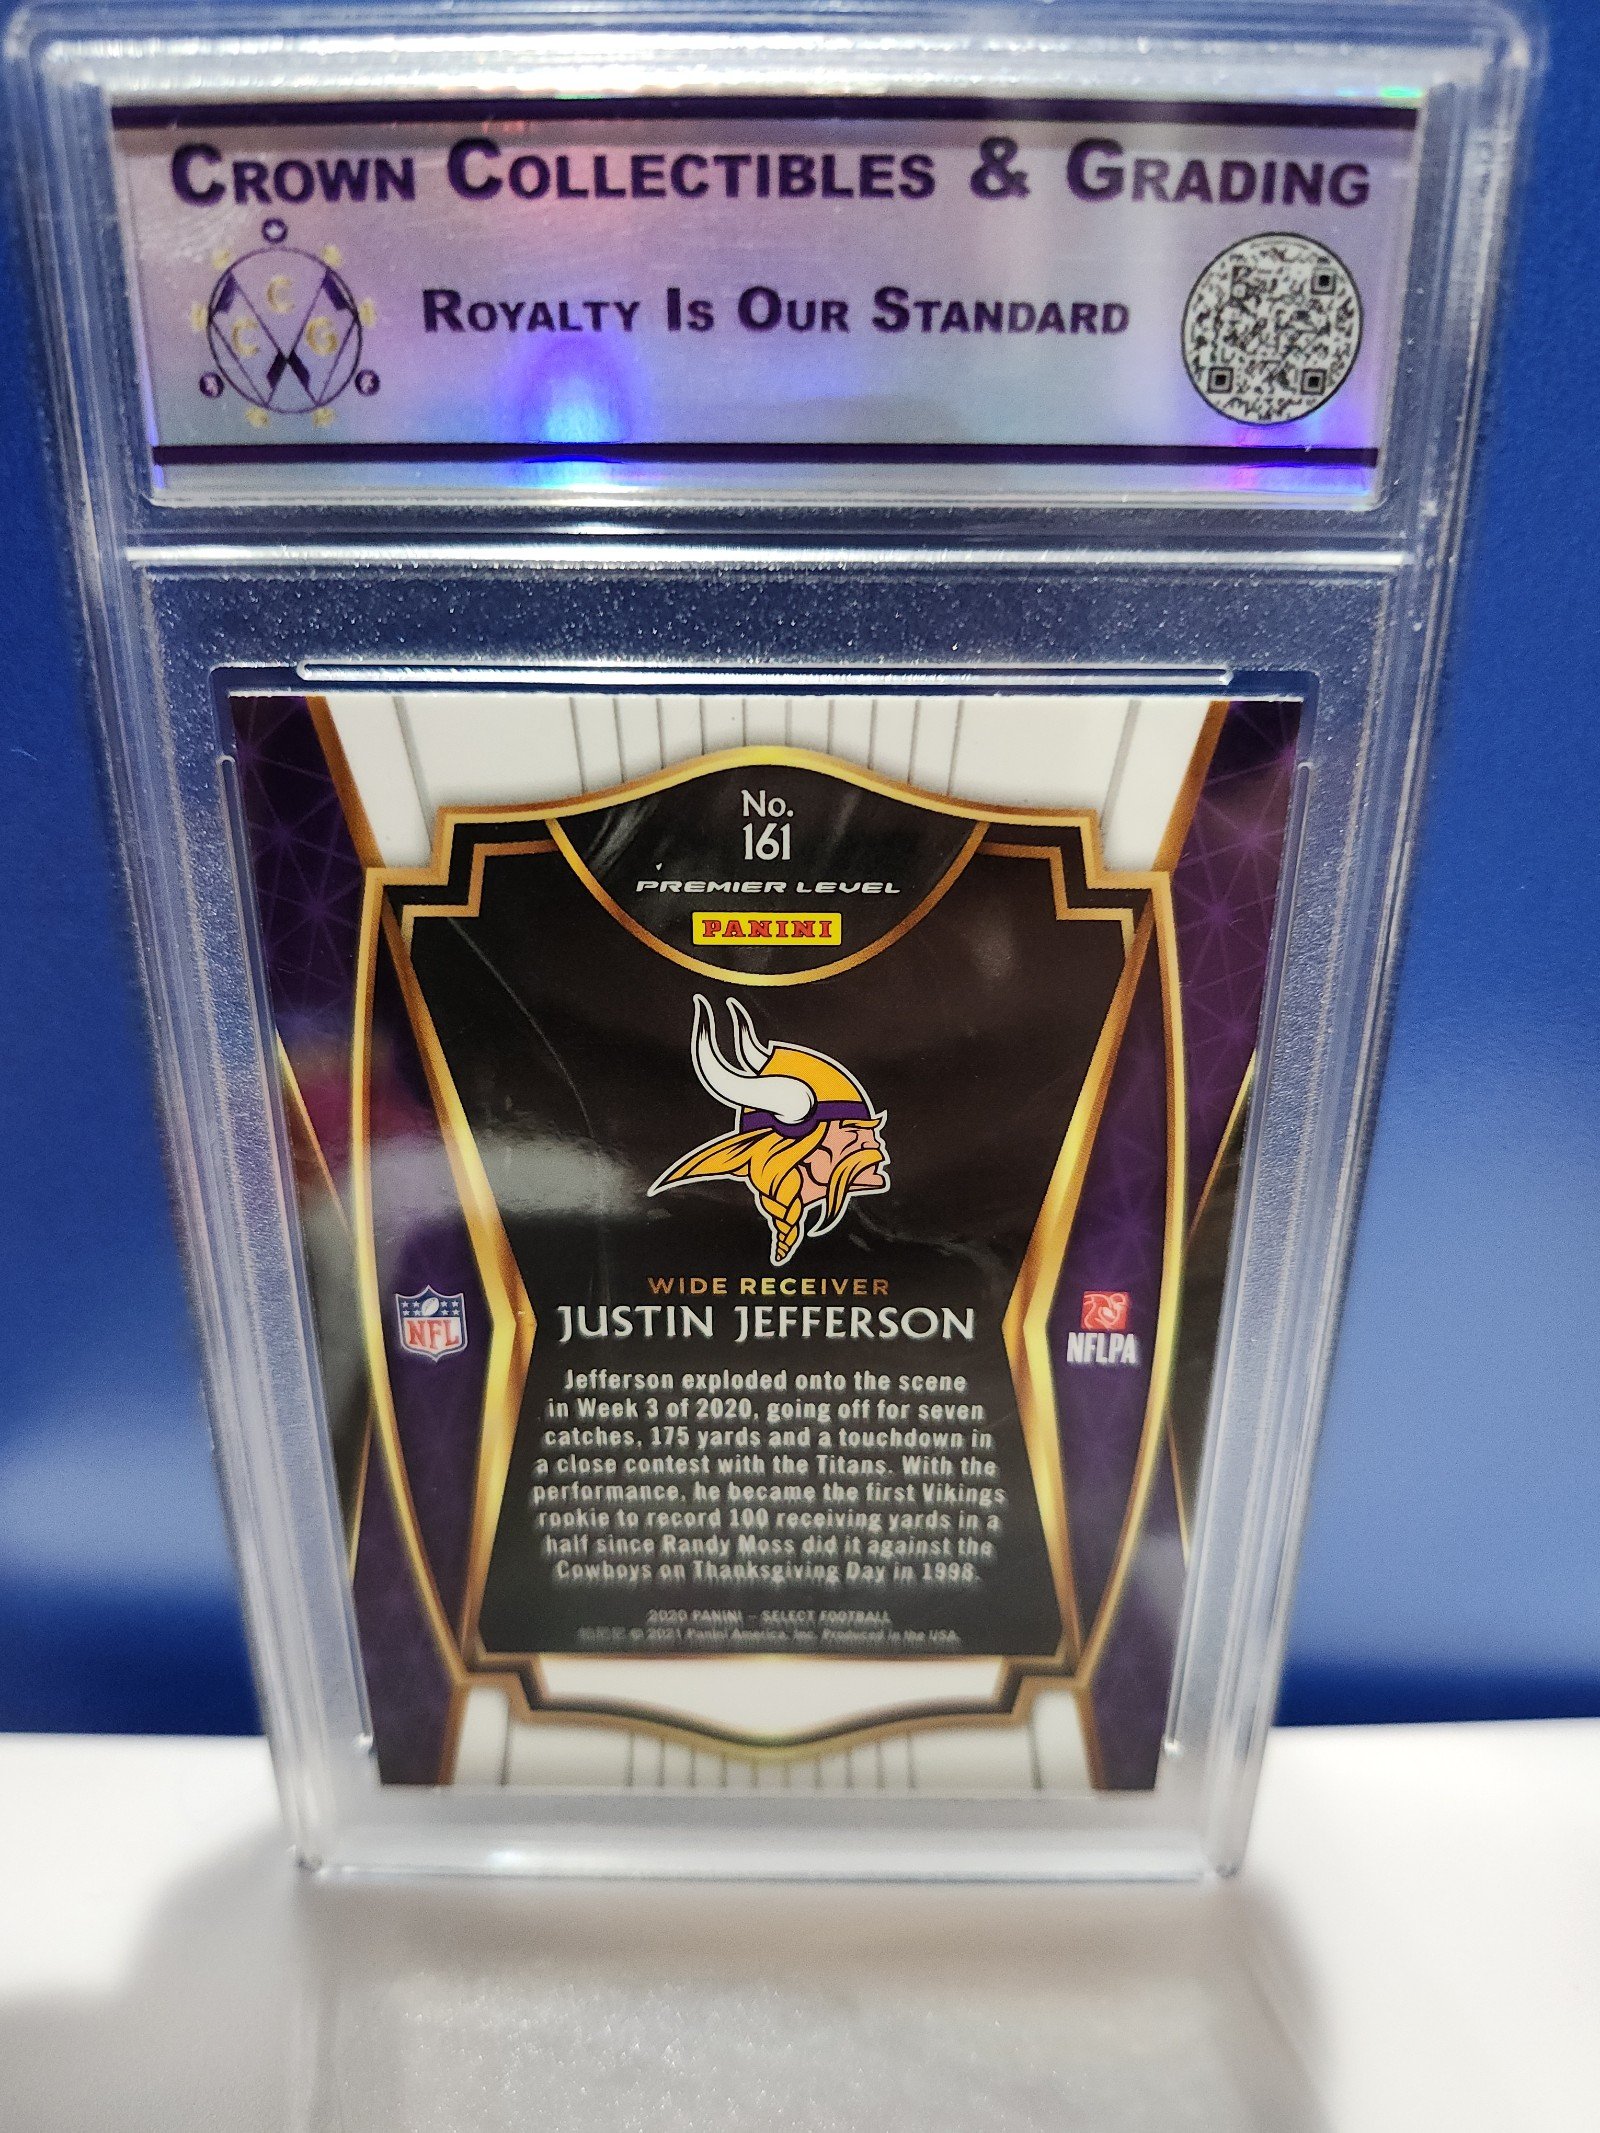 CROWN COLLECTIBLES & GRADING
C
C G
ROYALTY IS OUR STANDARD
No.
161
PREMIER LEVEL
PANINI
WIDE RECEIVER
JUSTIN JEFFERSON
NFL
NFLPA
Jefferson exploded onto the scene
in Week 3 of 2020, going off for seven
catches, 175 yards and a touchdown in
a close contest with the Titans. With the
performance, he became the first Vikings
rookie to record 100 receiving yards in a
half since Randy Moss did it against the
Cowboys on Thanksgiving Day in 1998.
2020 PANINI – SELECT FOOTBALL
© 2021 Panini America, Inc. Produced in the USA.